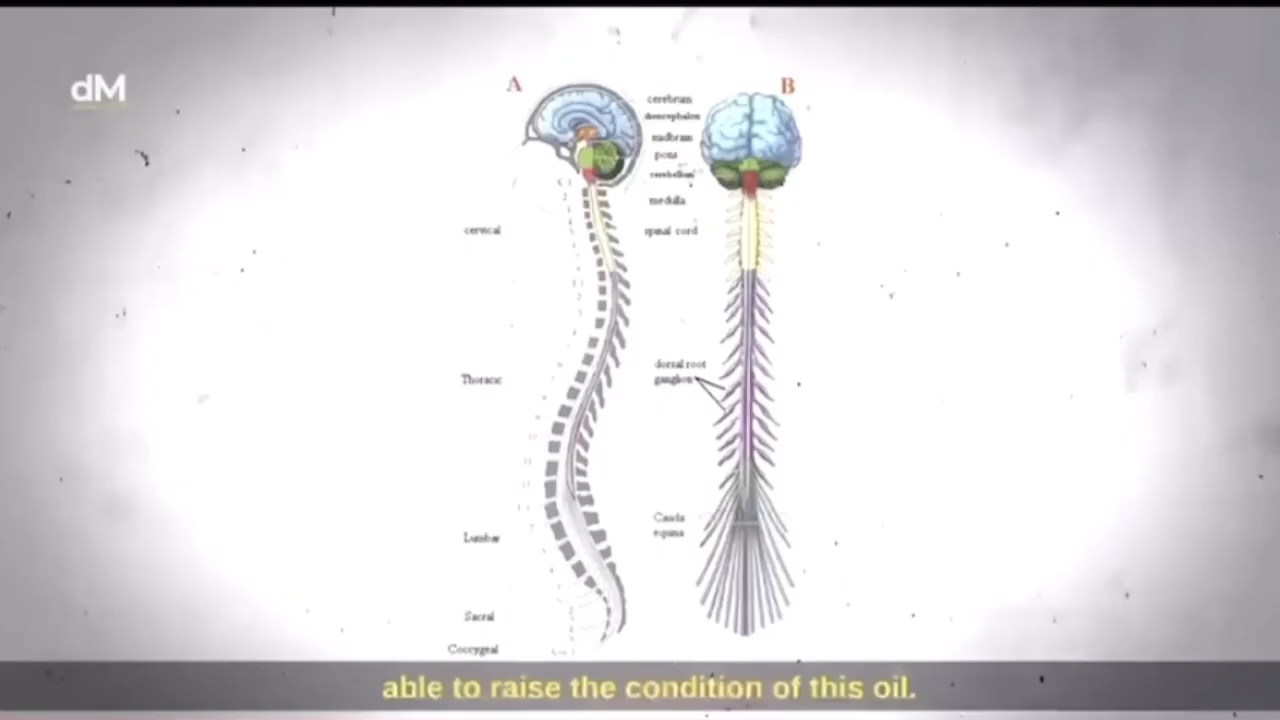 dM
A
B
cerebrum
diencephalon
midbrain
pons
cerebellum
medulla
cervical
spinal cord
dorsal root
ganglion
Thoracic
Cauda
equina
Lumbar
Sacral
Coccygeal
able to raise the condition of this oil.